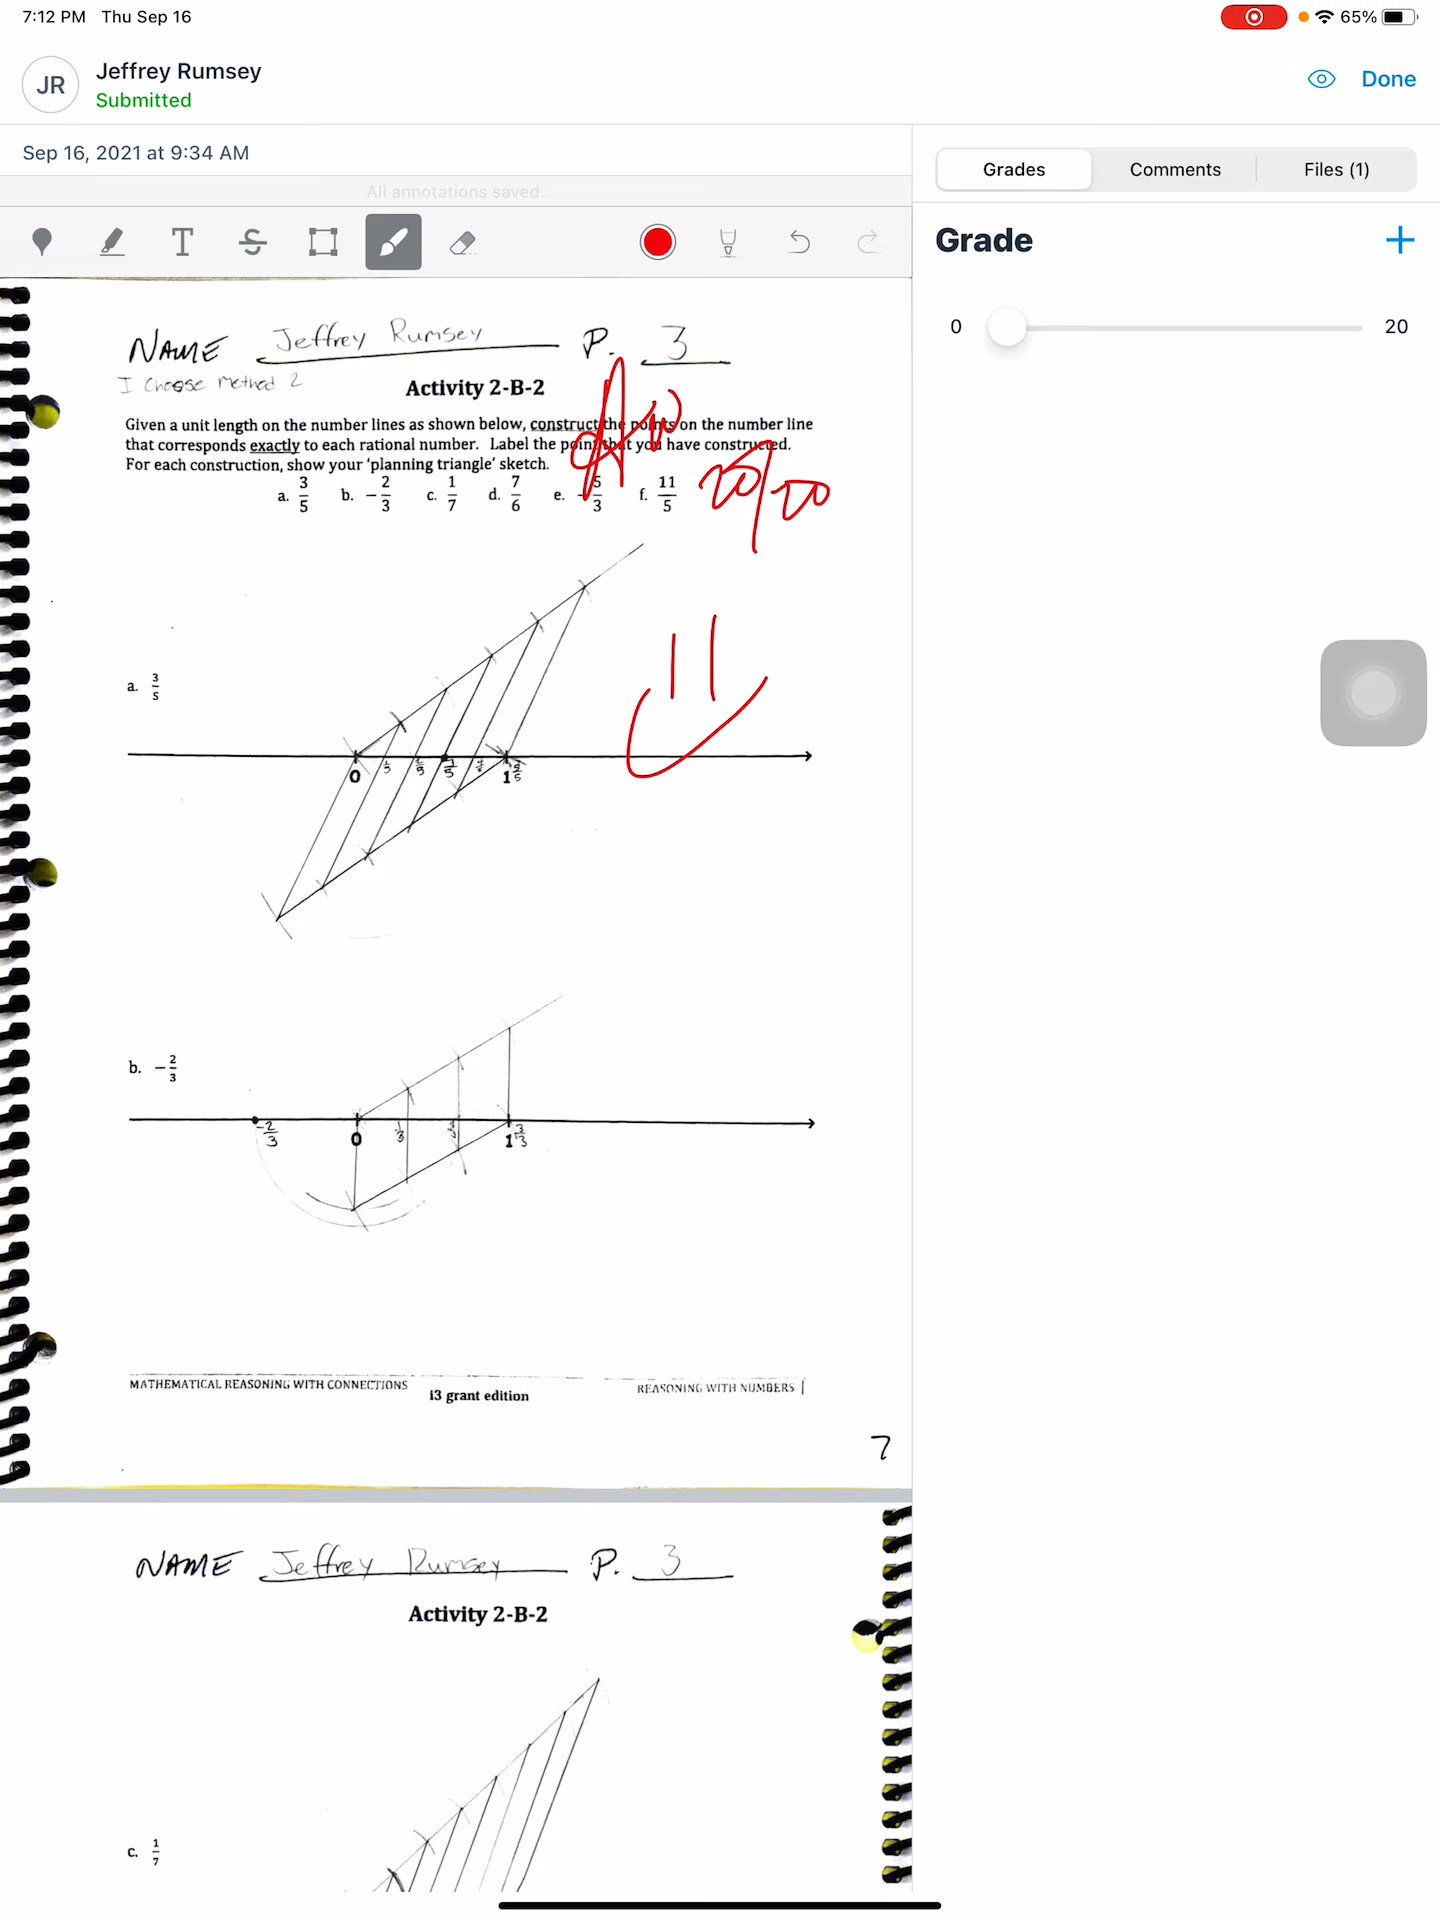 7:12 PM Thu Sep 16
65%
JR
Jeffrey Rumsey
Submitted
Done
Sep 16, 2021 at 9:34 AM
All annotations saved.
Grades
Comments
Files (1)
T
S
Grade
0
20
NAME Jeffrey Rumsey P. 3
I Choose Method 2
Activity 2-B-2
Given a unit length on the number lines as shown below, construct the points on the number line
that corresponds exactly to each rational number. Label the point that you have constructed.
For each construction, show your 'planning triangle' sketch.
a. 3/5 b. -2/3 c. 1/7 d. 7/6 e. -5/3 f. 11/5
20/20
a. 3/5
0 1
b. -2/3
-2/3 0 1/3 1 3/3
MATHEMATICAL REASONING WITH CONNECTIONS
i3 grant edition
REASONING WITH NUMBERS |
7
NAME Jeffrey Rumsey P. 3
Activity 2-B-2
c. 1/7